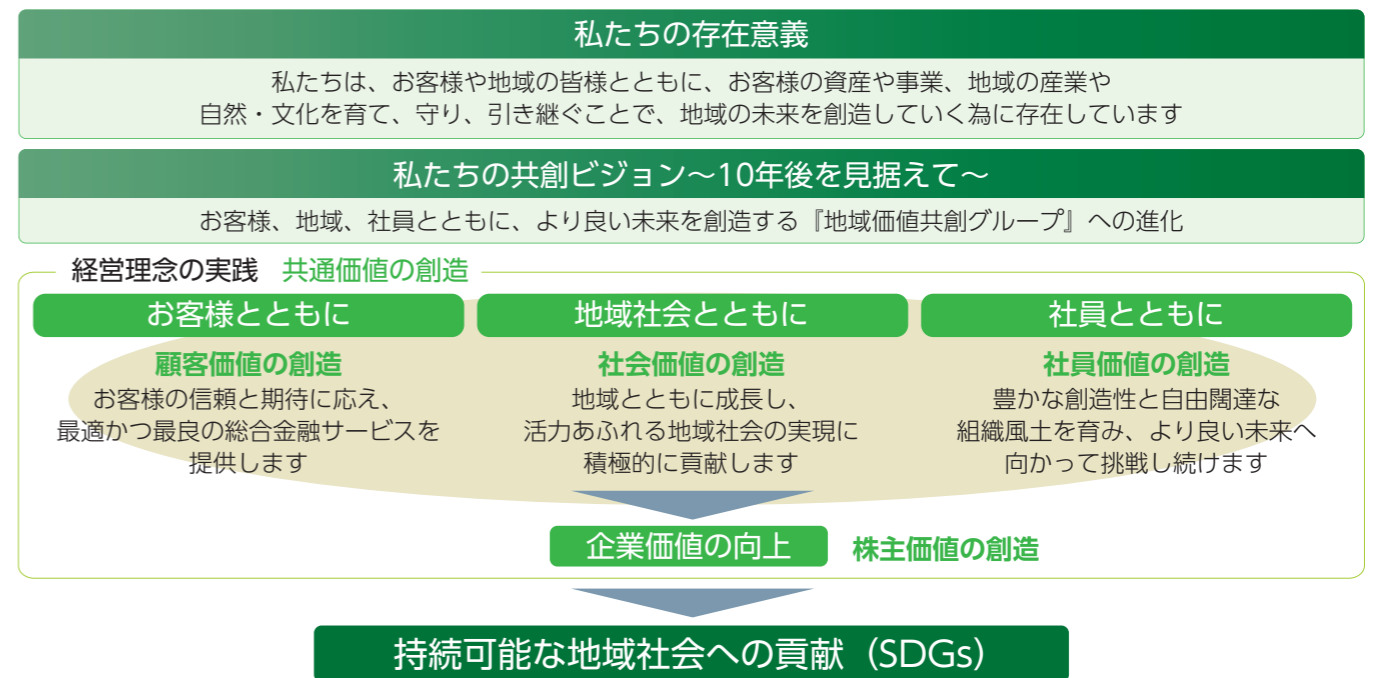 私たちの存在意義
私たちは、お客様や地域の皆様とともに、お客様の資産や事業、地域の産業や
自然・文化を育て、守り、引き継ぐことで、地域の未来を創造していく為に存在しています
私たちの共創ビジョン～10年後を見据えて～
お客様、地域、社員とともに、より良い未来を創造する『地域価値共創グループ』への進化
経営理念の実践 共通価値の創造
お客様とともに
顧客価値の創造
お客様の信頼と期待に応え、
最適かつ最良の総合金融サービスを
提供します
地域社会とともに
社会価値の創造
地域とともに成長し、
活力あふれる地域社会の実現に
積極的に貢献します
社員とともに
社員価値の創造
豊かな創造性と自由闊達な
組織風土を育み、より良い未来へ
向かって挑戦し続けます
企業価値の向上 株主価値の創造
持続可能な地域社会への貢献（SDGs）